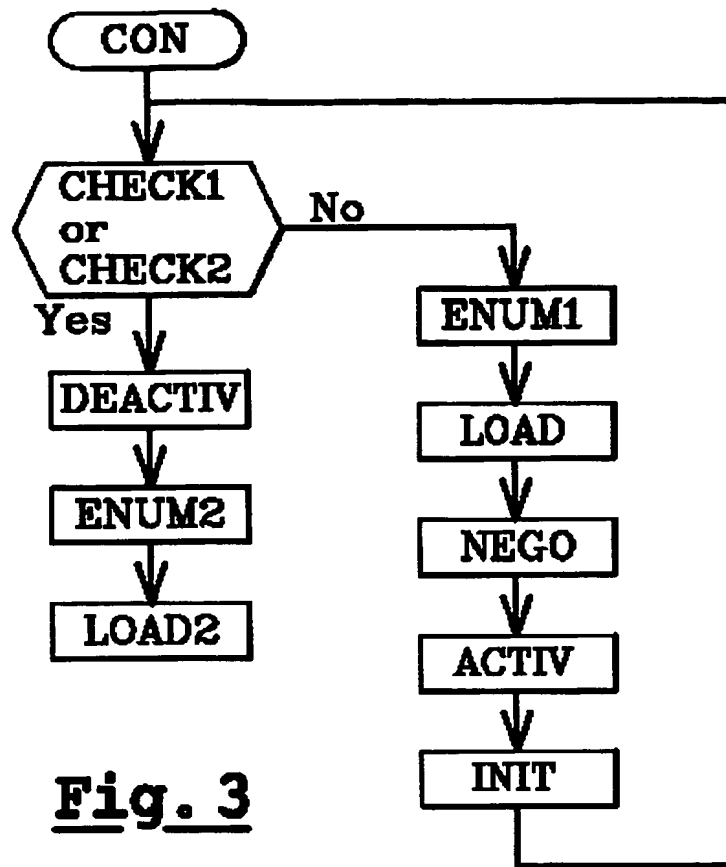 CON
CHECK1
or
CHECK2
No
Yes
DEACTIV
ENUM2
LOAD2
ENUM1
LOAD
NEGO
ACTIV
INIT
Fig. 3